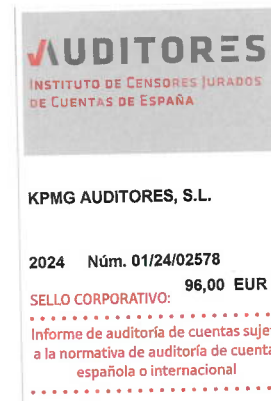 AUDITORES
INSTITUTO DE CENSORES JURADOS
DE CUENTAS DE ESPAÑA
KPMG AUDITORES, S.L.
2024 Núm. 01/24/02578
96,00 EUR
SELLO CORPORATIVO:
Informe de auditoría de cuentas suje
a la normativa de auditoría de cuenta
española o internacional